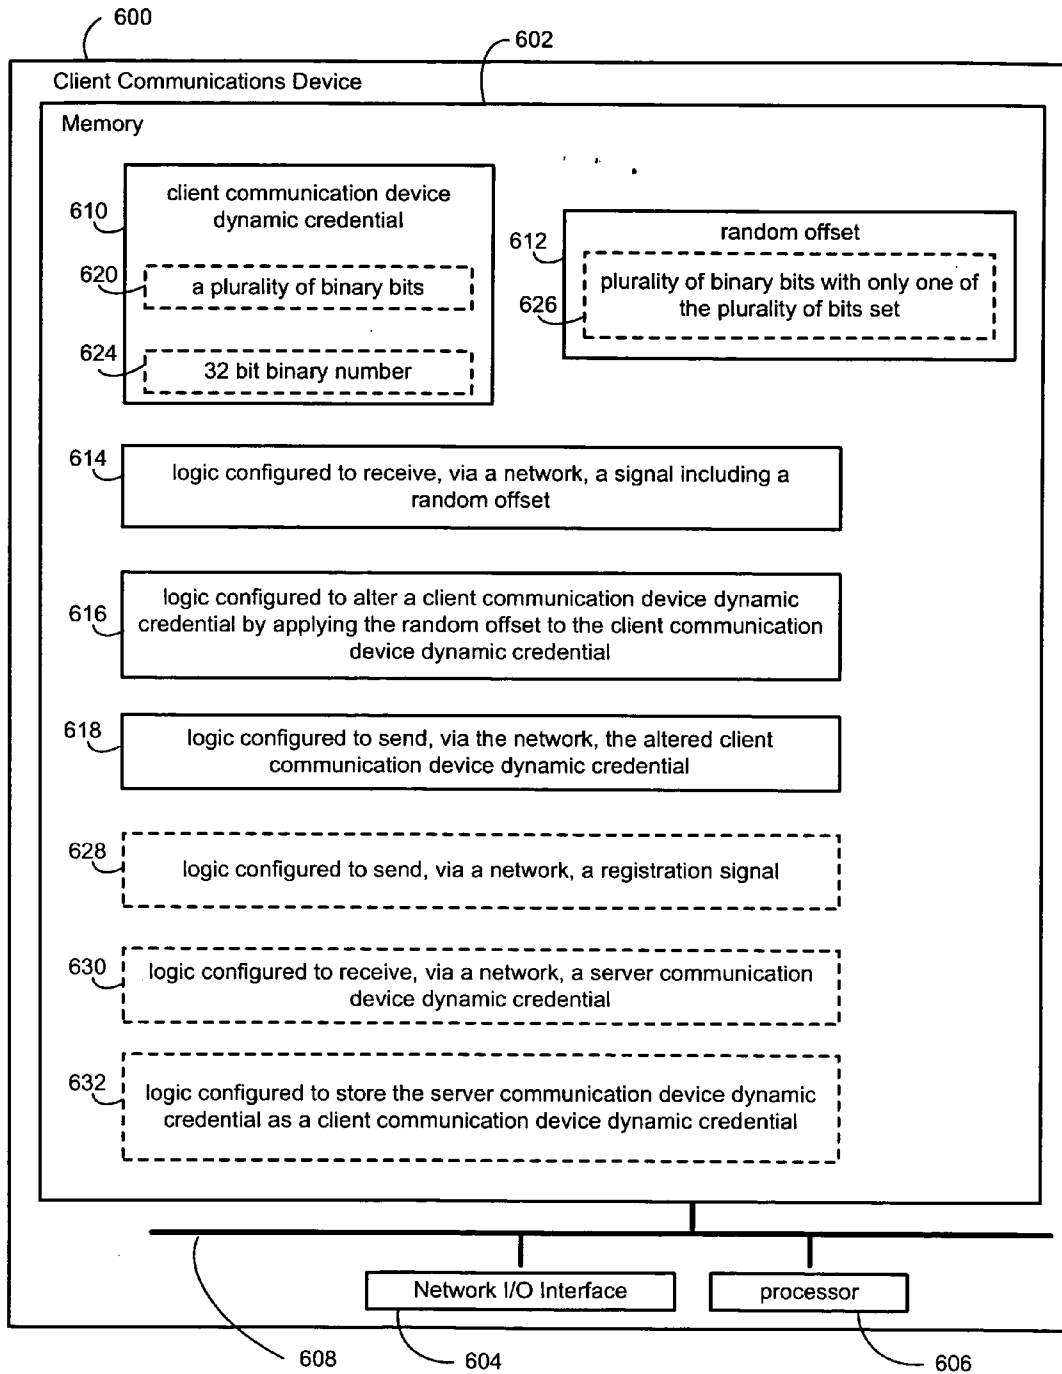 600
602
Client Communications Device
Memory
610
client communication device
dynamic credential
620
a plurality of binary bits
624
32 bit binary number
612
random offset
626
plurality of binary bits with only one of
the plurality of bits set
614
logic configured to receive, via a network, a signal including a
random offset
616
logic configured to alter a client communication device dynamic
credential by applying the random offset to the client communication
device dynamic credential
618
logic configured to send, via the network, the altered client
communication device dynamic credential
628
logic configured to send, via a network, a registration signal
630
logic configured to receive, via a network, a server communication
device dynamic credential
632
logic configured to store the server communication device dynamic
credential as a client communication device dynamic credential
Network I/O Interface
processor
608
604
606